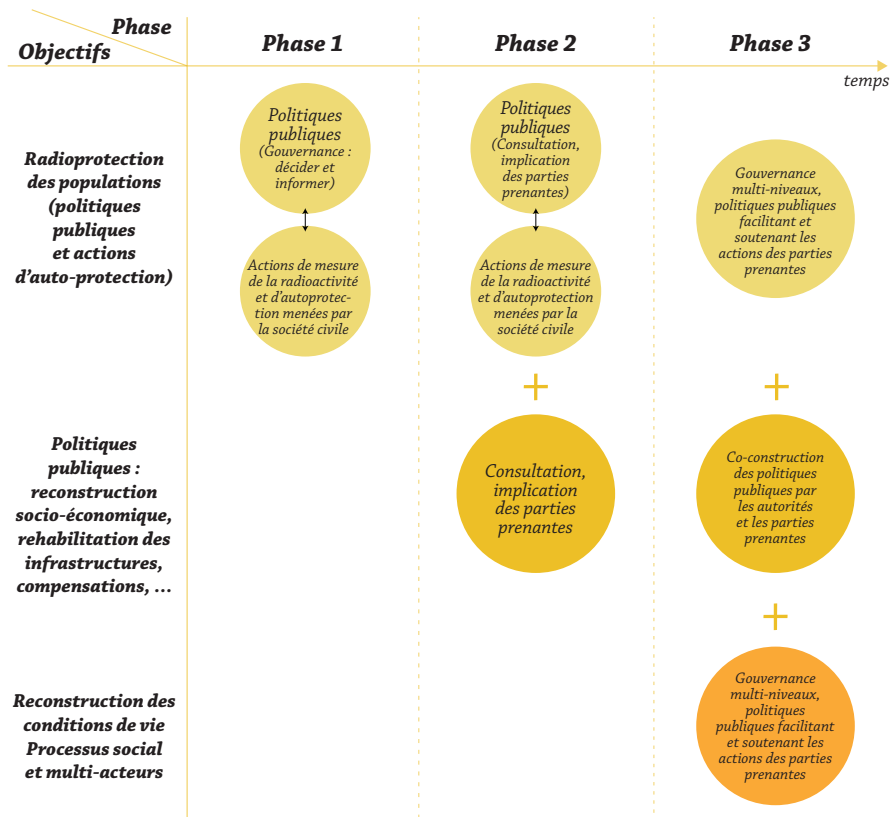 Phase
Objectifs
Phase 1
Phase 2
Phase 3
temps
Radioprotection
des populations
(politiques
publiques
et actions
d'auto-protection)
Politiques
publiques
(Gouvernance :
décider et
informer)
Actions de mesure
de la radioactivité
et d'autoprotec-
tion menées par
la société civile
Politiques
publiques
(Consultation,
implication
des parties
prenantes)
Actions de mesure
de la radioactivité
et d'autoprotection
menées par la
société civile
Gouvernance
multi-niveaux,
politiques publiques
facilitant et
soutenant les
actions des parties
prenantes
+
+
Politiques
publiques :
reconstruction
socio-économique,
rehabilitation des
infrastructures,
compensations, ...
Consultation,
implication
des parties
prenantes
Co-construction
des politiques
publiques par
les autorités
et les parties
prenantes
+
Reconstruction des
conditions de vie
Processus social
et multi-acteurs
Gouvernance
multi-niveaux,
politiques
publiques facilitant
et soutenant les
actions des parties
prenantes